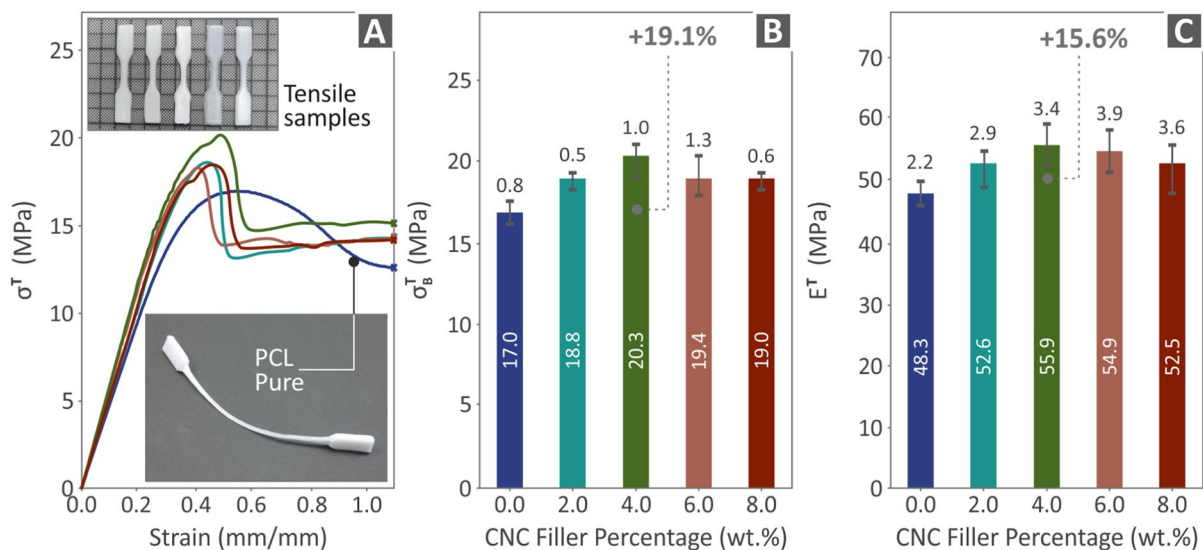 A
Tensile
samples
PCL
Pure
25
20
15
10
5
0
σᵀ (MPa)
0.0 0.2 0.4 0.6 0.8 1.0
Strain (mm/mm)
B
+19.1%
25
20
15
10
5
0
σ_Bᵀ (MPa)
0.8 0.5 1.0 1.3 0.6
17.0 18.8 20.3 19.4 19.0
0.0 2.0 4.0 6.0 8.0
CNC Filler Percentage (wt.%)
C
+15.6%
70
60
50
40
30
20
10
0
Eᵀ (MPa)
2.2 2.9 3.4 3.9 3.6
48.3 52.6 55.9 54.9 52.5
0.0 2.0 4.0 6.0 8.0
CNC Filler Percentage (wt.%)